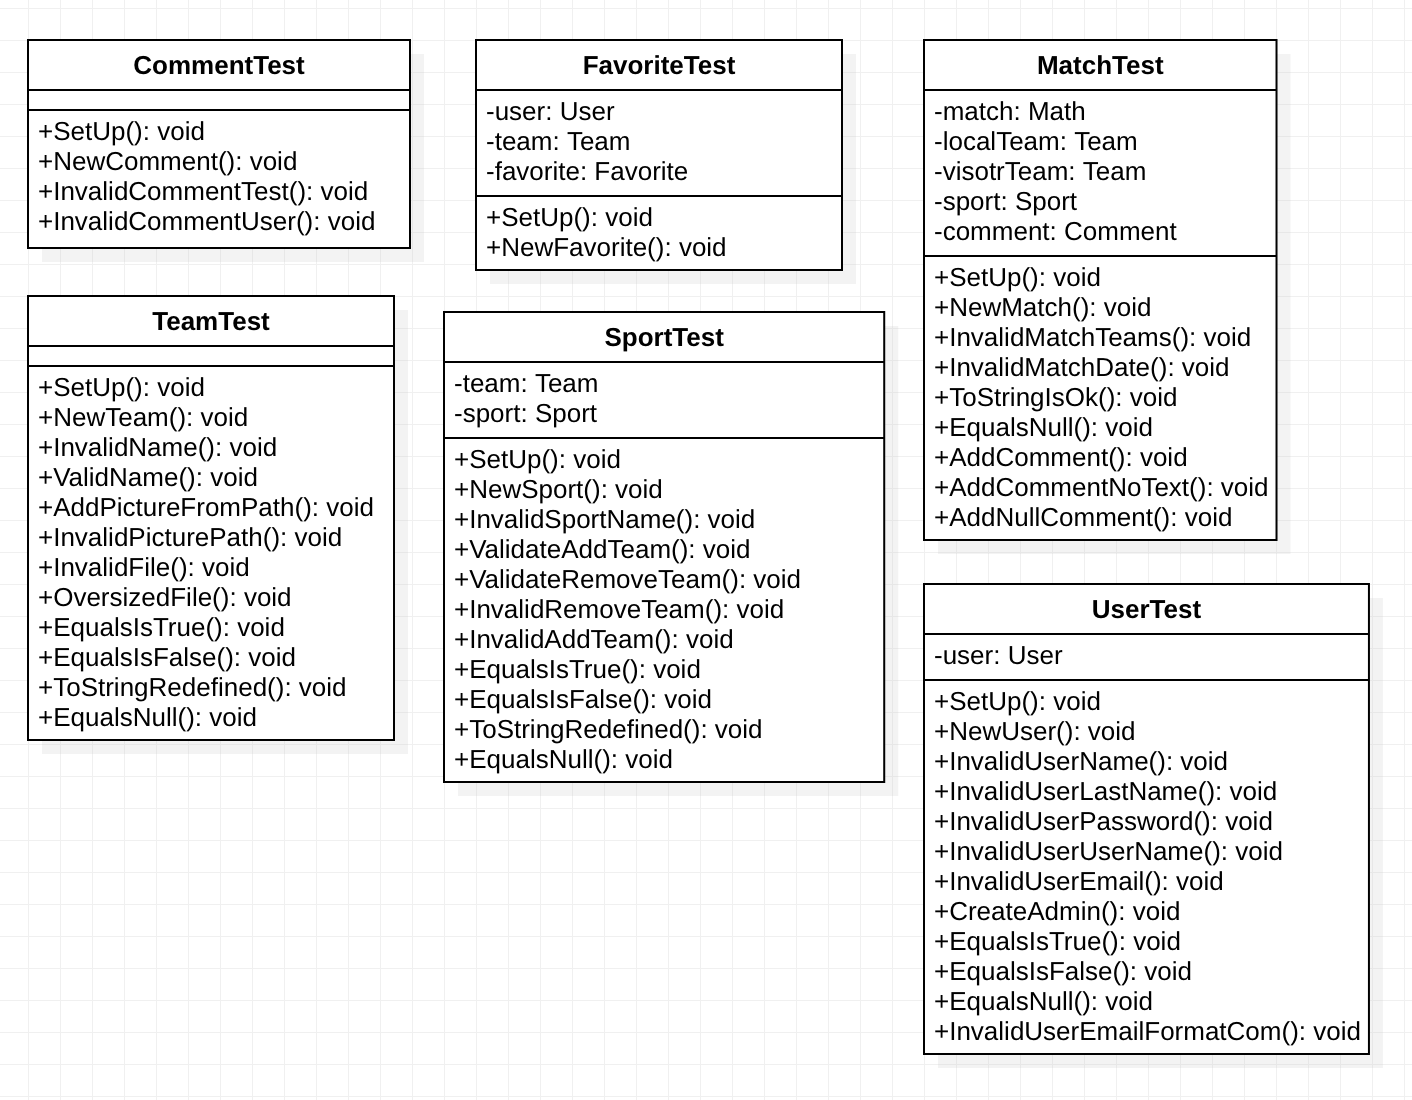 CommentTest
+SetUp(): void
+NewComment(): void
+InvalidCommentTest(): void
+InvalidCommentUser(): void
FavoriteTest
-user: User
-team: Team
-favorite: Favorite
+SetUp(): void
+NewFavorite(): void
MatchTest
-match: Math
-localTeam: Team
-visotrTeam: Team
-sport: Sport
-comment: Comment
+SetUp(): void
+NewMatch(): void
+InvalidMatchTeams(): void
+InvalidMatchDate(): void
+ToStringIsOk(): void
+EqualsNull(): void
+AddComment(): void
+AddCommentNoText(): void
+AddNullComment(): void
TeamTest
+SetUp(): void
+NewTeam(): void
+InvalidName(): void
+ValidName(): void
+AddPictureFromPath(): void
+InvalidPicturePath(): void
+InvalidFile(): void
+OversizedFile(): void
+EqualsIsTrue(): void
+EqualsIsFalse(): void
+ToStringRedefined(): void
+EqualsNull(): void
SportTest
-team: Team
-sport: Sport
+SetUp(): void
+NewSport(): void
+InvalidSportName(): void
+ValidateAddTeam(): void
+ValidateRemoveTeam(): void
+InvalidRemoveTeam(): void
+InvalidAddTeam(): void
+EqualsIsTrue(): void
+EqualsIsFalse(): void
+ToStringRedefined(): void
+EqualsNull(): void
UserTest
-user: User
+SetUp(): void
+NewUser(): void
+InvalidUserName(): void
+InvalidUserLastName(): void
+InvalidUserPassword(): void
+InvalidUserUserName(): void
+InvalidUserEmail(): void
+CreateAdmin(): void
+EqualsIsTrue(): void
+EqualsIsFalse(): void
+EqualsNull(): void
+InvalidUserEmailFormatCom(): void